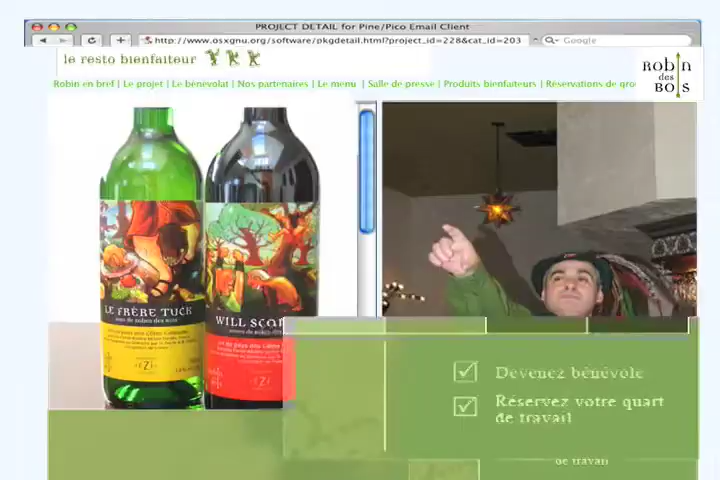 PROJECT DETAIL for Pine/Pico Email Client
http://www.osxgnu.org/software/pkgdetail.html?project_id=228&cat_id=203
Google
le resto bienfaiteur
Robin des Bois
Robin en bref | Le projet | Le bénévolat | Nos partenaires | Le menu | Salle de presse | Produits bienfaiteurs | Réservations de
LE FRÈRE TUCK
WILL
Devenez bénévole
Réservez votre quart
de travail
de travail